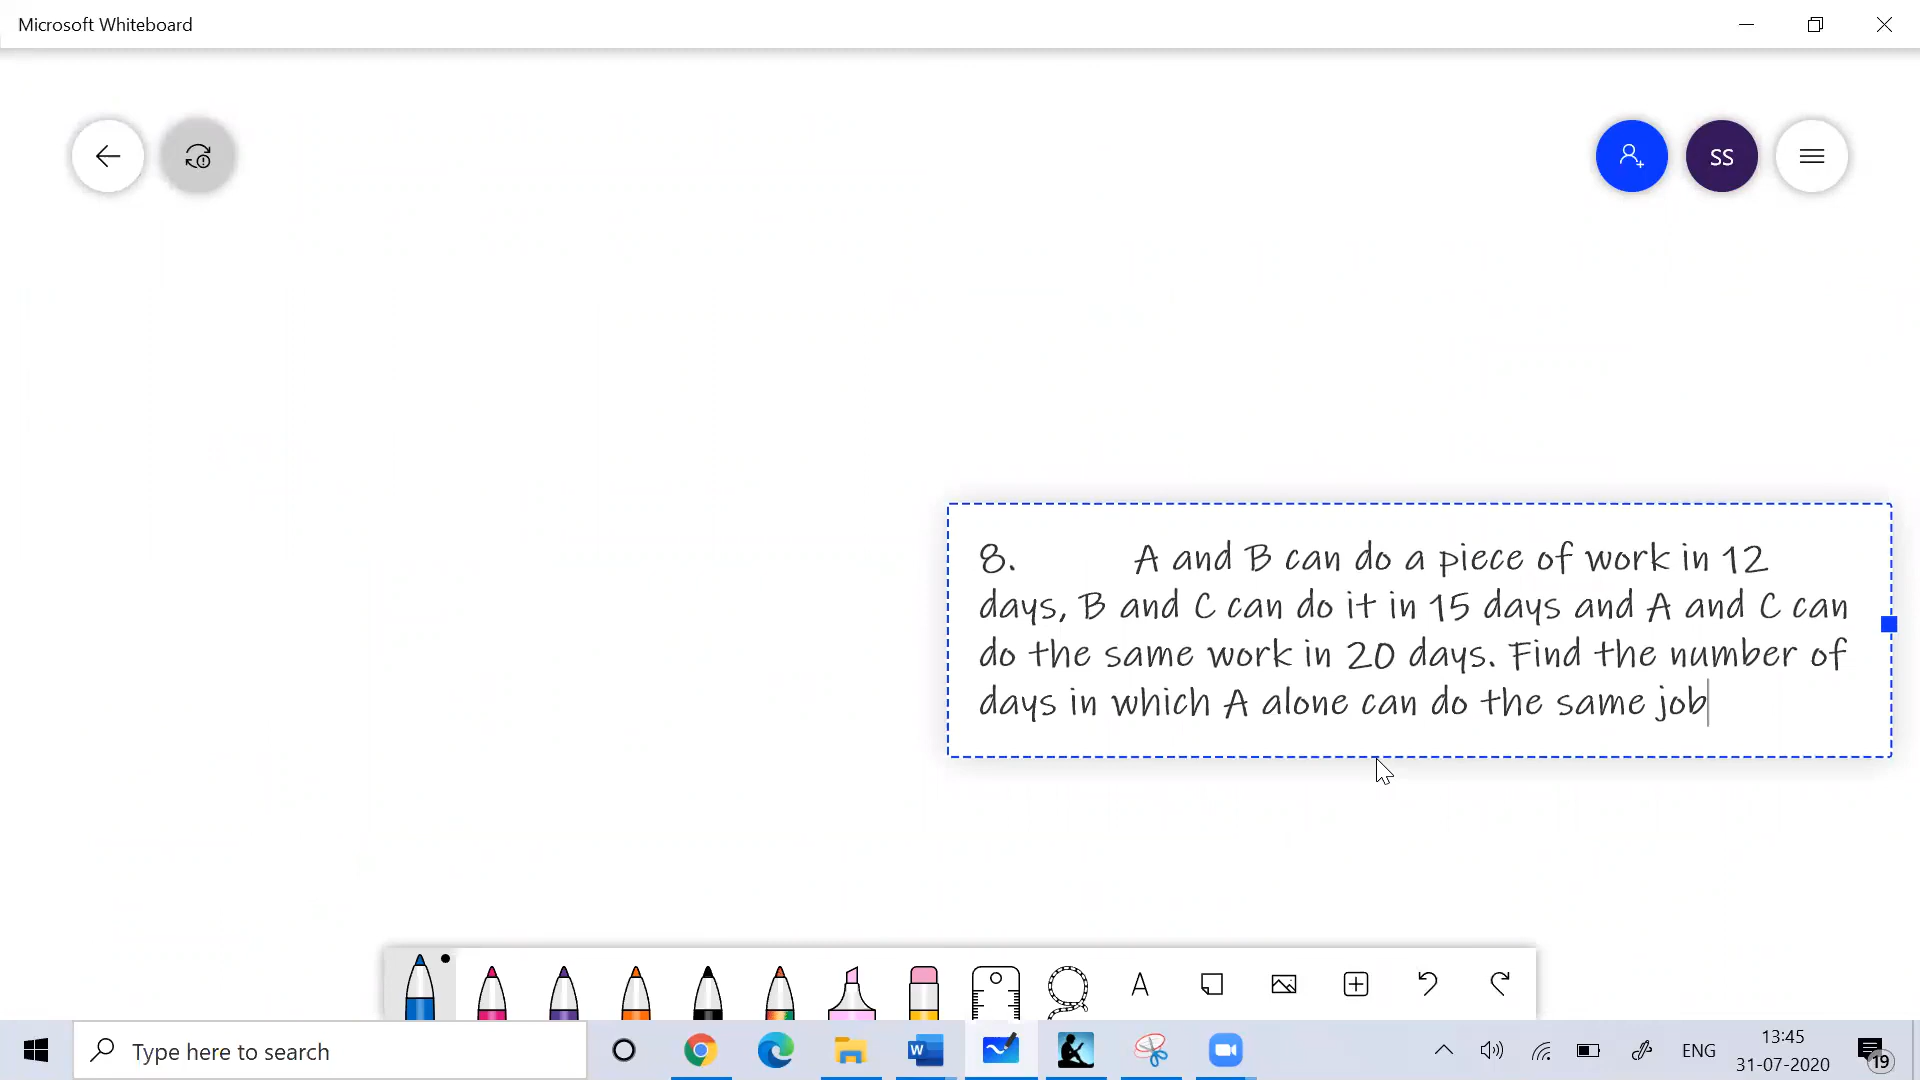 Microsoft Whiteboard
SS
8. A and B can do a piece of work in 12
days, B and C can do it in 15 days and A and C can
do the same work in 20 days. Find the number of
days in which A alone can do the same job
A
Type here to search
W
ENG
13:45
31-07-2020
19